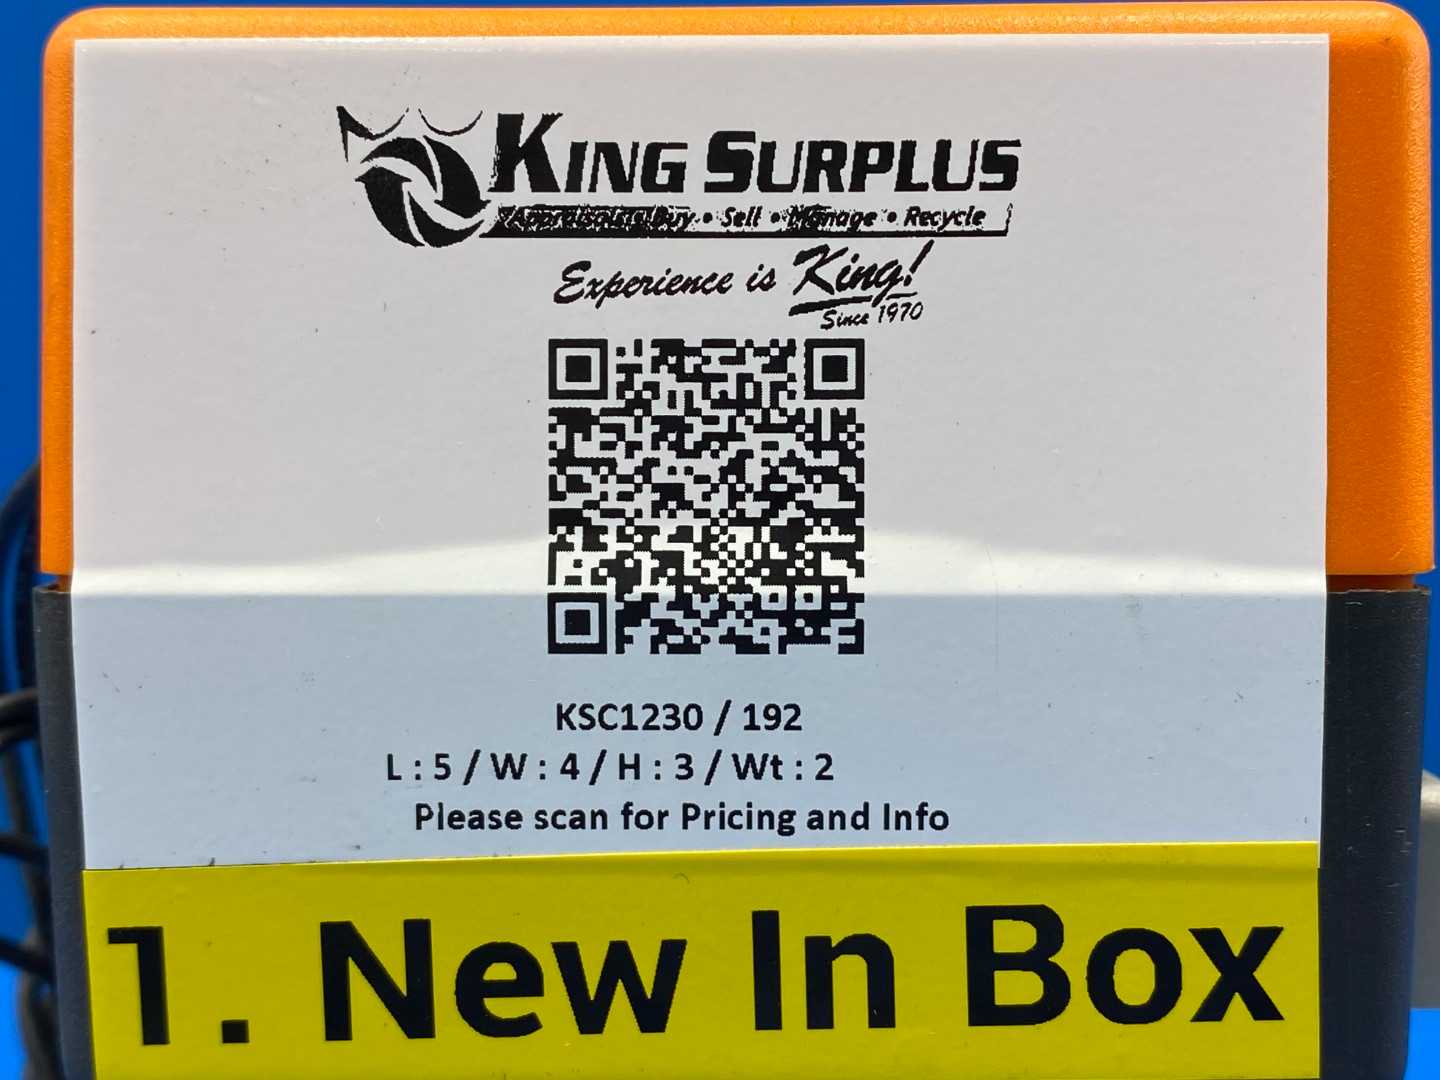 KING SURPLUS
Appraisals • Buy • Sell • Manage • Recycle
Experience is King!
Since 1970
KSC1230 / 192
L : 5 / W : 4 / H : 3 / Wt : 2
Please scan for Pricing and Info
1. New In Box